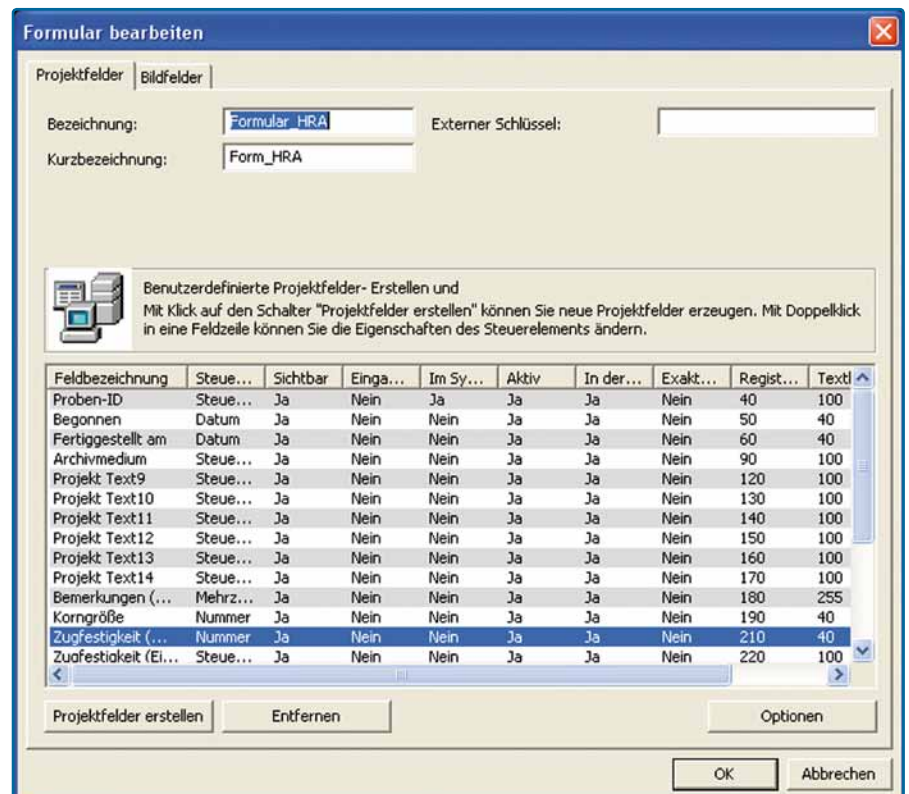 Formular bearbeiten
Projektfelder Bildfelder
Bezeichnung: Formular_HRA Externer Schlüssel:
Kurzbezeichnung: Form_HRA
Benutzerdefinierte Projektfelder- Erstellen und
Mit Klick auf den Schalter "Projektfelder erstellen" können Sie neue Projektfelder erzeugen. Mit Doppelklick
in eine Feldzeile können Sie die Eigenschaften des Steuerelements ändern.
Feldbezeichnung Steue... Sichtbar Einga... Im Sy... Aktiv In der... Exakt... Regist... Textl
Proben-ID Steue... Ja Nein Ja Ja Ja Nein 40 100
Begonnen Datum Ja Nein Nein Ja Ja Nein 50 40
Fertiggestellt am Datum Ja Nein Nein Ja Ja Nein 60 40
Archivmedium Steue... Ja Nein Nein Ja Ja Nein 90 100
Projekt Text9 Steue... Ja Nein Nein Ja Ja Nein 120 100
Projekt Text10 Steue... Ja Nein Nein Ja Ja Nein 130 100
Projekt Text11 Steue... Ja Nein Nein Ja Ja Nein 140 100
Projekt Text12 Steue... Ja Nein Nein Ja Ja Nein 150 100
Projekt Text13 Steue... Ja Nein Nein Ja Ja Nein 160 100
Projekt Text14 Steue... Ja Nein Nein Ja Ja Nein 170 100
Bemerkungen (... Mehrz... Ja Nein Nein Ja Ja Nein 180 255
Korngröße Nummer Ja Nein Nein Ja Ja Nein 190 40
Zugfestigkeit (... Nummer Ja Nein Nein Ja Ja Nein 210 40
Zugfestigkeit (Ei... Steue... Ja Nein Nein Ja Ja Nein 220 100
Projektfelder erstellen Entfernen Optionen
OK Abbrechen